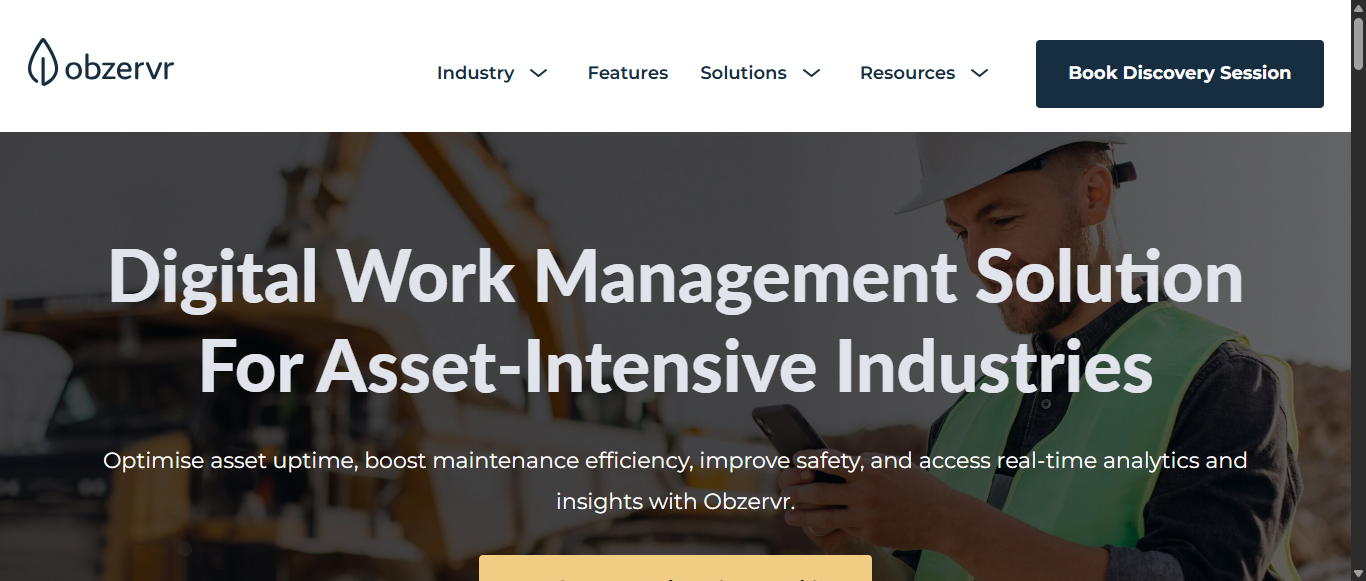 obzervr
Industry
Features
Solutions
Resources
Book Discovery Session
Digital Work Management Solution
For Asset-Intensive Industries
Optimise asset uptime, boost maintenance efficiency, improve safety, and access real-time analytics and
insights with Obzervr.